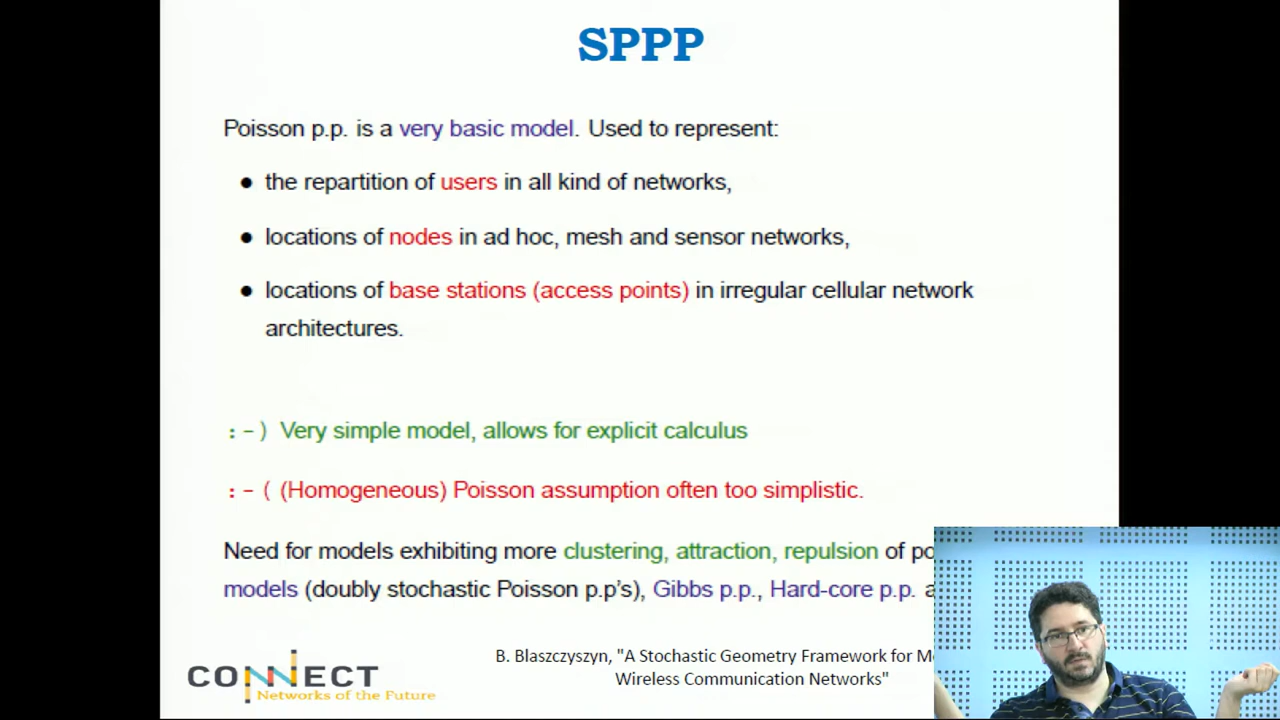 SPPP
Poisson p.p. is a very basic model. Used to represent:
● the repartition of users in all kind of networks,
● locations of nodes in ad hoc, mesh and sensor networks,
● locations of base stations (access points) in irregular cellular network
architectures.
:-) Very simple model, allows for explicit calculus
:-( (Homogeneous) Poisson assumption often too simplistic.
Need for models exhibiting more clustering, attraction, repulsion of
models (doubly stochastic Poisson p.p's), Gibbs p.p., Hard-core p.p.
B. Blaszczyszyn, "A Stochastic Geometry Framework for
Wireless Communication Networks"
CONNECT
Networks of the Future